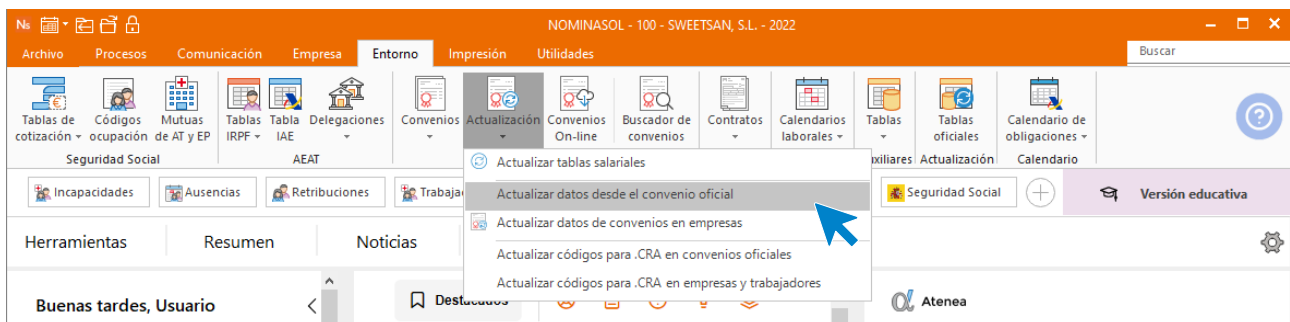 Ns
NOMINASOL - 100 - SWEETSAN, S.L. - 2022
Archivo Procesos Comunicación Empresa Entorno Impresión Utilidades Buscar
Tablas de cotización
Códigos ocupación
Mutuas de AT y EP
Tablas IRPF
Tabla IAE
Delegaciones
Convenios
Actualización
Convenios On-line
Buscador de convenios
Contratos
Calendarios laborales
Tablas
Tablas oficiales
Calendario de obligaciones
Seguridad Social AEAT xiliares Actualización Calendario
Actualizar tablas salariales
Actualizar datos desde el convenio oficial
Actualizar datos de convenios en empresas
Actualizar códigos para .CRA en convenios oficiales
Actualizar códigos para .CRA en empresas y trabajadores
Incapacidades Ausencias Retribuciones Trabaja Seguridad Social Versión educativa
Herramientas Resumen Noticias
Buenas tardes, Usuario
Destacados
Atenea